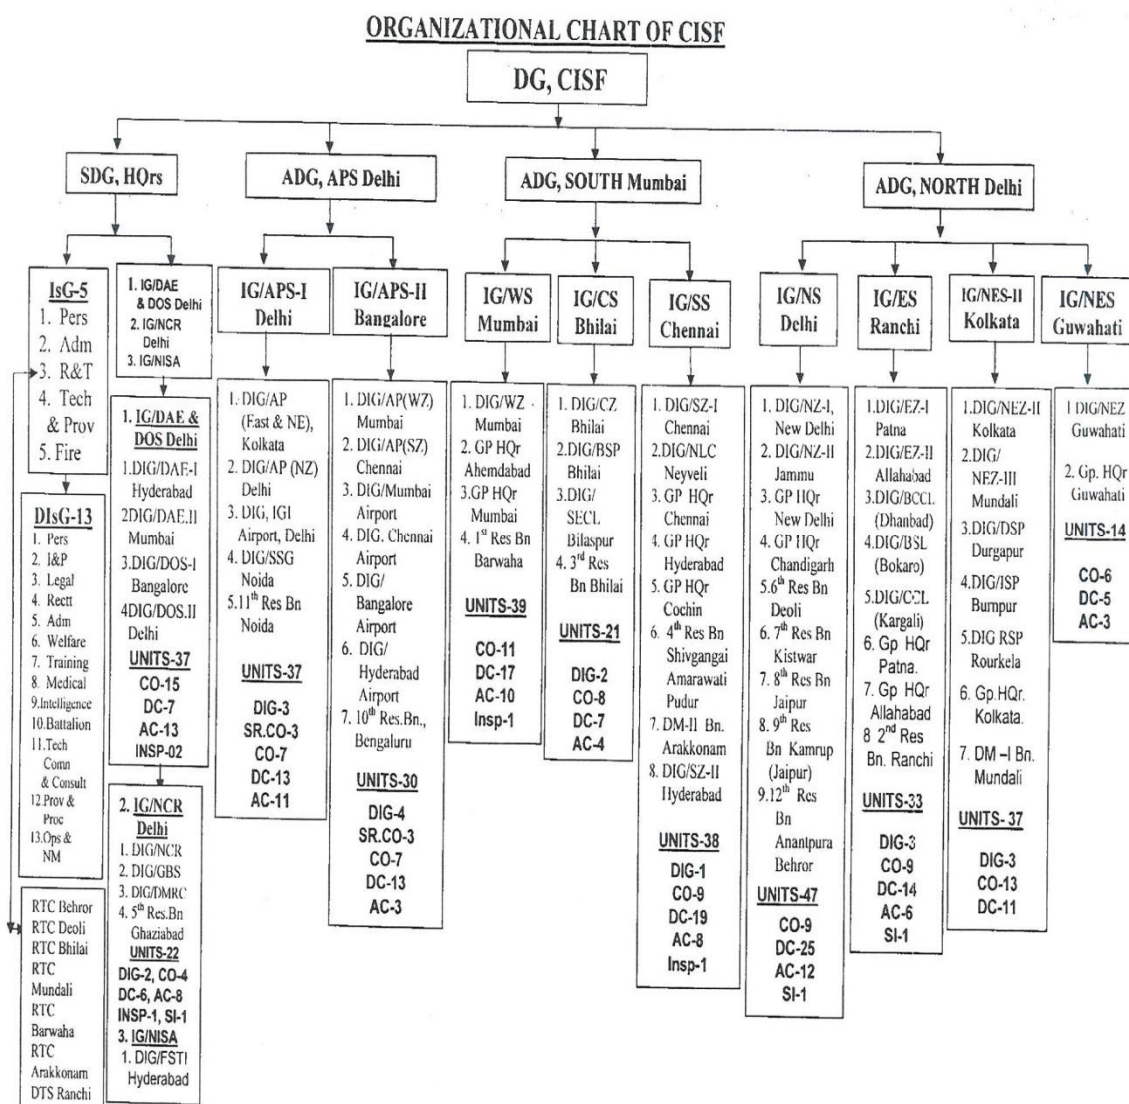 ORGANIZATIONAL CHART OF CISF
DG, CISF
SDG, HQrs
ADG, APS Delhi
ADG, SOUTH Mumbai
ADG, NORTH Delhi
IsG-5
1. Pers
2. Adm
3. R&T
4. Tech
& Prov
5. Fire
DIsG-13
1. Pers
2. I&P
3. Legal
4. Rectt
5. Adm
6. Welfare
7. Training
8. Medical
9.Intelligence
10.Battalion
11.Tech
Comn
& Consult
12.Prov &
Proc
13.Ops &
NM
RTC Behror
RTC Deoli
RTC Bhilai
RTC
Mundali
RTC
Barwaha
RTC
Arakkonam
DTS Ranchi
1. IG/DAE
& DOS Delhi
2. IG/NCR
Delhi
3. IG/NISA
1. IG/DAE &
DOS Delhi
1.DIG/DAE-I
Hyderabad
2DIG/DAE.II
Mumbai
3.DIG/DOS-I
Bangalore
4DIG/DOS.II
Delhi
UNITS-37
CO-15
DC-7
AC-13
INSP-02
2. IG/NCR
Delhi
1. DIG/NCR
2. DIG/GBS
3. DIG/DMRC
4. 5th Res.Bn
Ghaziabad
UNITS-22
DIG-2, CO-4
DC-6, AC-8
INSP-1, SI-1
3. IG/NISA
1. DIG/FSTI
Hyderabad
IG/APS-I
Delhi
1. DIG/AP
(East & NE),
Kolkata
2. DIG/AP (NZ)
Delhi
3. DIG, IGI
Airport, Delhi
4. DIG/SSG
Noida
5.11th Res Bn
Noida
UNITS-37
DIG-3
SR.CO-3
CO-7
DC-13
AC-11
IG/APS-II
Bangalore
1. DIG/AP(WZ)
Mumbai
2. DIG/AP(SZ)
Chennai
3. DIG/Mumbai
Airport
4. DIG. Chennai
Airport
5. DIG/
Bangalore
Airport
6. DIG/
Hyderabad
Airport
7. 10th Res.Bn.,
Bengaluru
UNITS-30
DIG-4
SR.CO-3
CO-7
DC-13
AC-3
IG/WS
Mumbai
1. DIG/WZ
Mumbai
2. GP HQr
Ahemdabad
3.GP HQr
Mumbai
4. 1st Res Bn
Barwaha
UNITS-39
CO-11
DC-17
AC-10
Insp-1
IG/CS
Bhilai
1. DIG/CZ
Bhilai
2.DIG/BSP
Bhilai
3.DIG/
SECL
Bilaspur
4. 3rd Res
Bn Bhilai
UNITS-21
DIG-2
CO-8
DC-7
AC-4
IG/SS
Chennai
1. DIG/SZ-I
Chennai
2.DIG/NLC
Neyveli
3. GP HQr
Chennai
4. GP HQr
Hyderabad
5. GP HQr
Cochin
6. 4th Res Bn
Shivgangai
Amarawati
Pudur
7. DM-II Bn.
Arakkonam
8. DIG/SZ-II
Hyderabad
UNITS-38
DIG-1
CO-9
DC-19
AC-8
Insp-1
IG/NS
Delhi
1. DIG/NZ-I,
New Delhi
2. DIG/NZ-II
Jammu
3. GP HQr
New Delhi
4. GP HQr
Chandigarh
5.6th Res Bn
Deoli
6. 7th Res Bn
Kistwar
7. 8th Res Bn
Jaipur
8. 9th Res
Bn Kamrup
(Jaipur)
9.12th Res
Bn
Anantpura
Behror
UNITS-47
CO-9
DC-25
AC-12
SI-1
IG/ES
Ranchi
1.DIG/EZ-I
Patna
2.DIG/EZ-II
Allahabad
3.DIG/BCCL
(Dhanbad)
4.DIG/BSL
(Bokaro)
5.DIG/CCL
(Kargali)
6. Gp HQr
Patna.
7. Gp HQr
Allahabad
8 2nd Res
Bn. Ranchi
UNITS-33
DIG-3
CO-9
DC-14
AC-6
SI-1
IG/NES-II
Kolkata
1.DIG/NEZ-II
Kolkata
2.DIG/
NEZ-III
Mundali
3.DIG/DSP
Durgapur
4.DIG/ISP
Burnpur
5.DIG RSP
Rourkela
6. Gp.HQr.
Kolkata.
7. DM -I Bn.
Mundali
UNITS- 37
DIG-3
CO-13
DC-11
IG/NES
Guwahati
1 DIG/NEZ
Guwahati
2. Gp. HQr
Guwahati
UNITS-14
CO-6
DC-5
AC-3